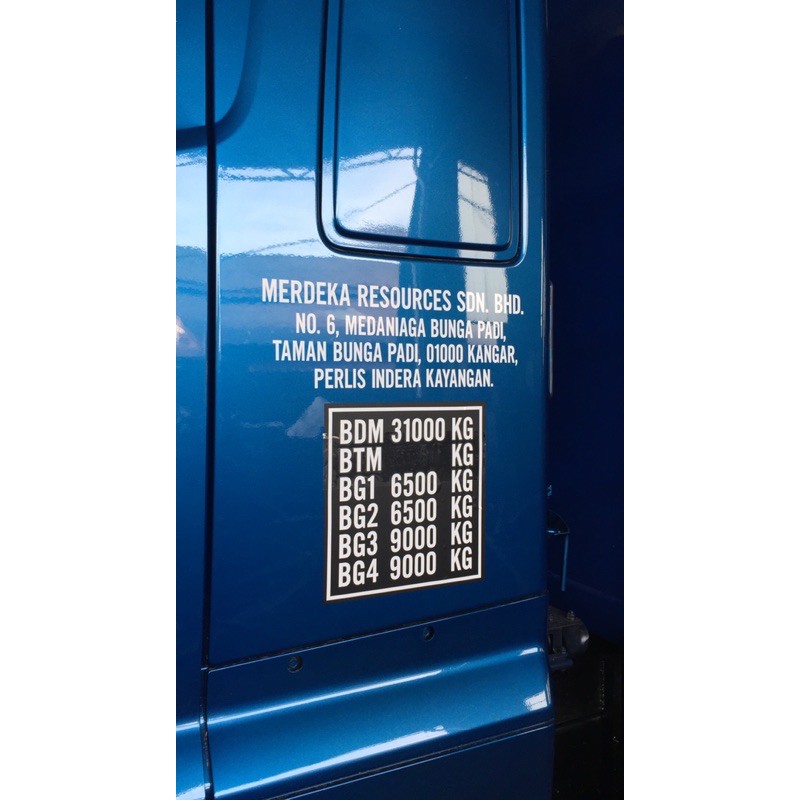 MERDEKA RESOURCES SDN. BHD.
NO. 6, MEDANIAGA BUNGA PADI,
TAMAN BUNGA PADI, 01000 KANGAR,
PERLIS INDERA KAYANGAN.
BDM 31000 KG
BTM KG
BG1 6500 KG
BG2 6500 KG
BG3 9000 KG
BG4 9000 KG